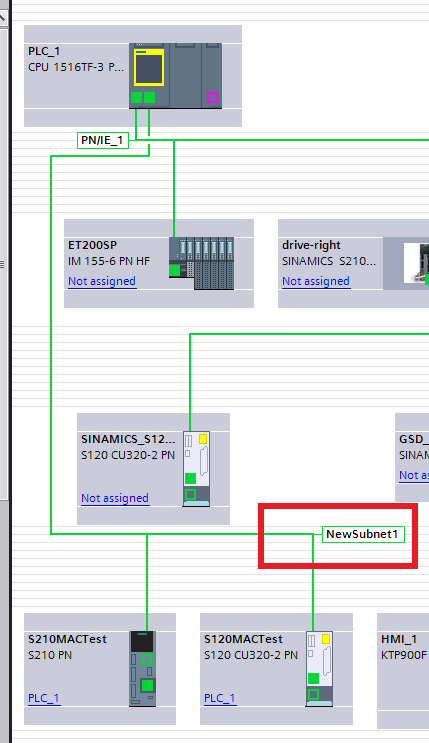 PLC_1
CPU 1516TF-3 P...
PN/IE_1
ET200SP
IM 155-6 PN HF
Not assigned
drive-right
SINAMICS S210...
Not assigned
SINAMICS_S12...
S120 CU320-2 PN
Not assigned
GSD_
SINAM
Not a
NewSubnet1
S210MACTest
S210 PN
PLC_1
S120MACTest
S120 CU320-2 PN
PLC_1
HMI_1
KTP900F